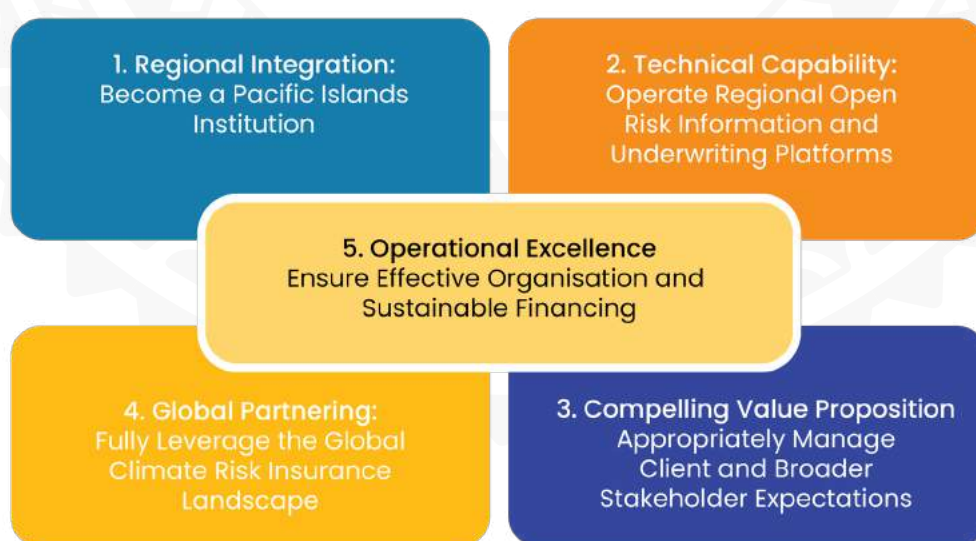 1. Regional Integration:
Become a Pacific Islands
Institution
2. Technical Capability:
Operate Regional Open
Risk Information and
Underwriting Platforms
5. Operational Excellence
Ensure Effective Organisation and
Sustainable Financing
4. Global Partnering:
Fully Leverage the Global
Climate Risk Insurance
Landscape
3. Compelling Value Proposition
Appropriately Manage
Client and Broader
Stakeholder Expectations